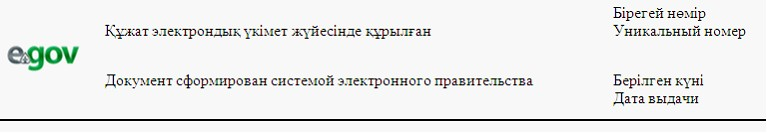 Бірегей нөмір
Құжат электрондық үкімет жүйесінде құрылған
Уникальный номер
egov
Документ сформирован системой электронного правительства
Берілген күні
Дата выдачи